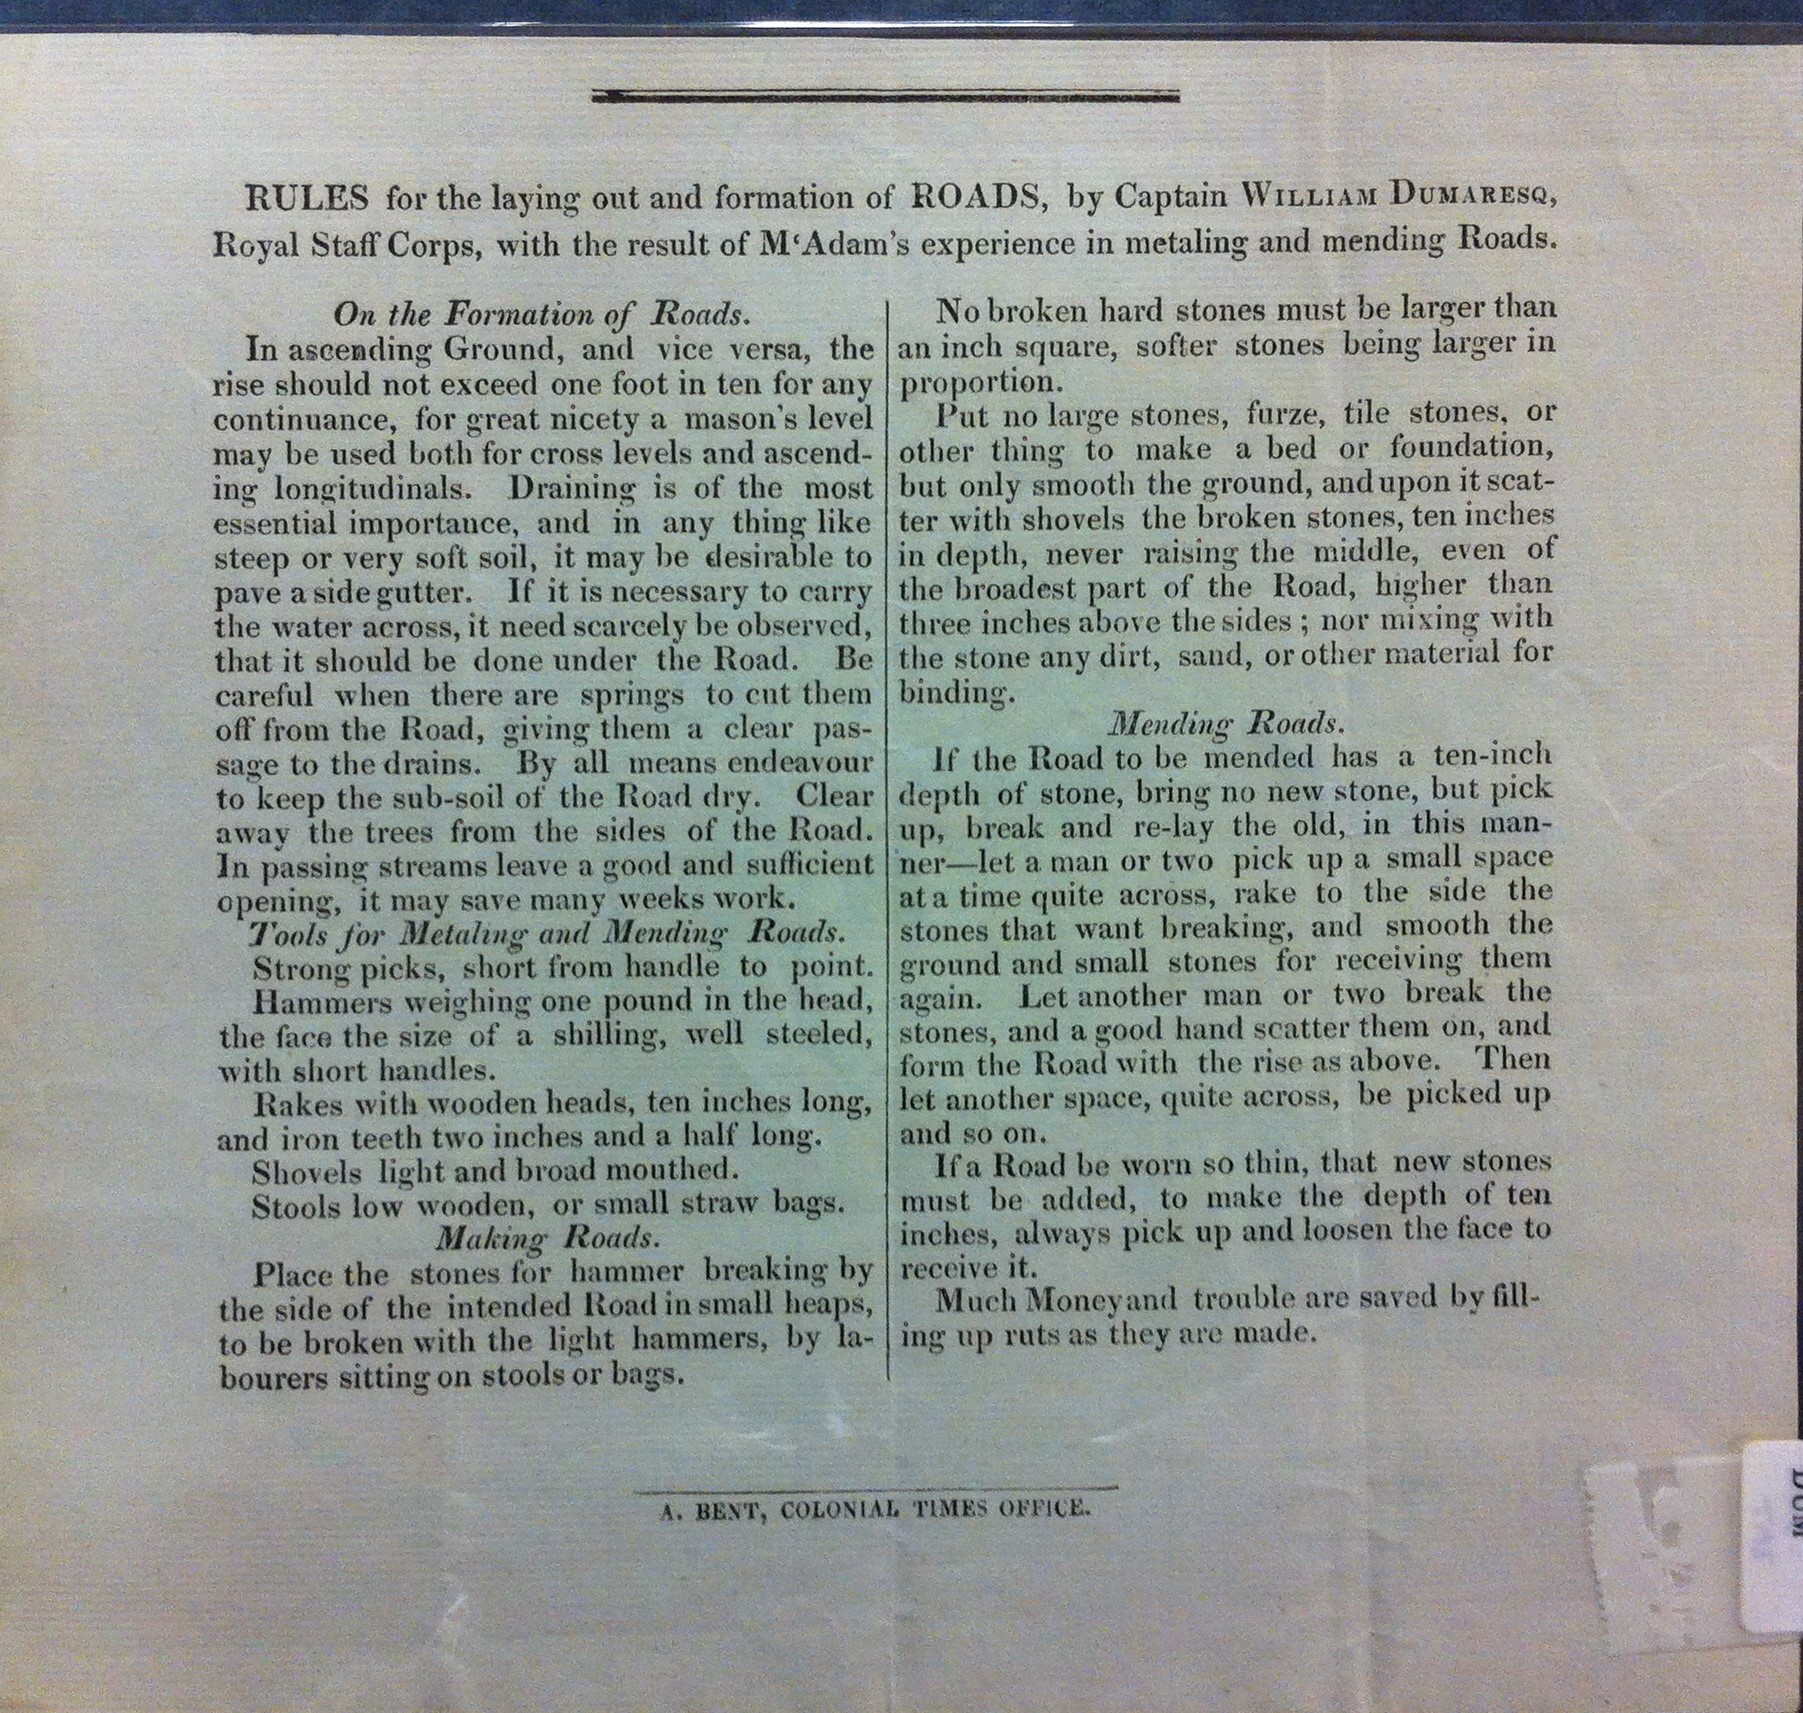 RULES for the laying out and formation of ROADS, by Captain WILLIAM DUMARESQ,
Royal Staff Corps, with the result of M‘Adam's experience in metaling and mending Roads.
On the Formation of Roads.
In ascending Ground, and vice versa, the
rise should not exceed one foot in ten for any
continuance, for great nicety a mason's level
may be used both for cross levels and ascend-
ing longitudinals. Draining is of the most
essential importance, and in any thing like
steep or very soft soil, it may be desirable to
pave a side gutter. If it is necessary to carry
the water across, it need scarcely be observed,
that it should be done under the Road. Be
careful when there are springs to cut them
off from the Road, giving them a clear pas-
sage to the drains. By all means endeavour
to keep the sub-soil of the Road dry. Clear
away the trees from the sides of the Road.
In passing streams leave a good and sufficient
opening, it may save many weeks work.
Tools for Metaling and Mending Roads.
Strong picks, short from handle to point.
Hammers weighing one pound in the head,
the face the size of a shilling, well steeled,
with short handles.
Rakes with wooden heads, ten inches long,
and iron teeth two inches and a half long.
Shovels light and broad mouthed.
Stools low wooden, or small straw bags.
Making Roads.
Place the stones for hammer breaking by
the side of the intended Road in small heaps,
to be broken with the light hammers, by la-
bourers sitting on stools or bags.
No broken hard stones must be larger than
an inch square, softer stones being larger in
proportion.
Put no large stones, furze, tile stones, or
other thing to make a bed or foundation,
but only smooth the ground, and upon it scat-
ter with shovels the broken stones, ten inches
in depth, never raising the middle, even of
the broadest part of the Road, higher than
three inches above the sides ; nor mixing with
the stone any dirt, sand, or other material for
binding.
Mending Roads.
If the Road to be mended has a ten-inch
depth of stone, bring no new stone, but pick
up, break and re-lay the old, in this man-
ner—let a man or two pick up a small space
at a time quite across, rake to the side the
stones that want breaking, and smooth the
ground and small stones for receiving them
again. Let another man or two break the
stones, and a good hand scatter them on, and
form the Road with the rise as above. Then
let another space, quite across, be picked up
and so on.
If a Road be worn so thin, that new stones
must be added, to make the depth of ten
inches, always pick up and loosen the face to
receive it.
Much Money and trouble are saved by fill-
ing up ruts as they are made.
A. BENT, COLONIAL TIMES OFFICE.
DUM